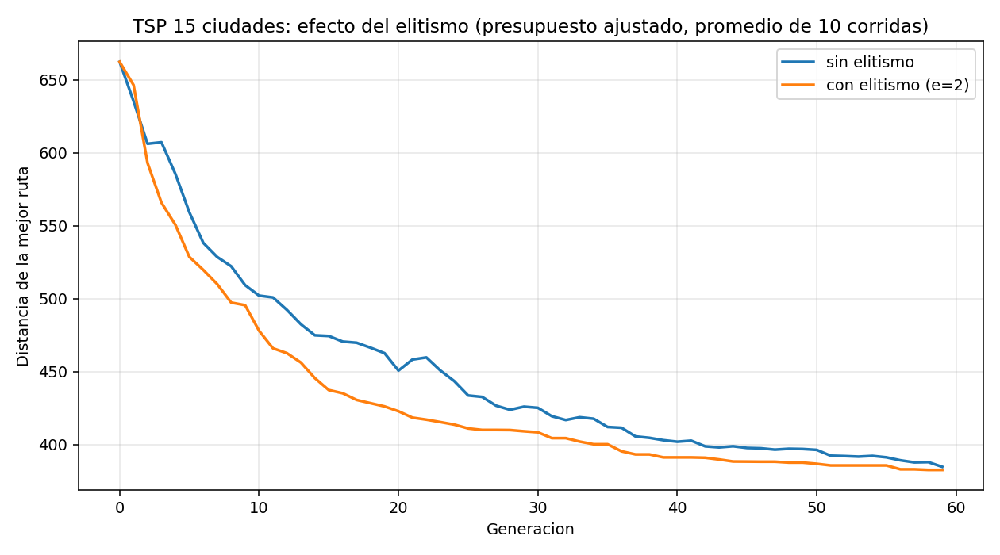 TSP 15 ciudades: efecto del elitismo (presupuesto ajustado, promedio de 10 corridas)
sin elitismo
con elitismo (e=2)
Distancia de la mejor ruta
650
600
550
500
450
400
0 10 20 30 40 50 60
Generacion